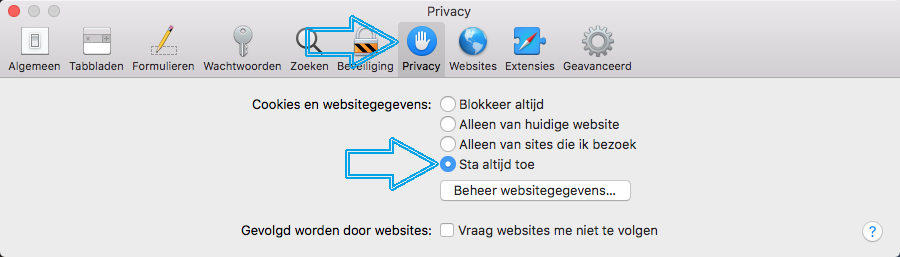 Privacy
Algemeen Tabbladen Formulieren Wachtwoorden Zoeken Beveiliging Privacy Websites Extensies Geavanceerd
Cookies en websitegegevens: Blokkeer altijd
Alleen van huidige website
Alleen van sites die ik bezoek
Sta altijd toe
Beheer websitegegevens...
Gevolgd worden door websites: Vraag websites me niet te volgen
?